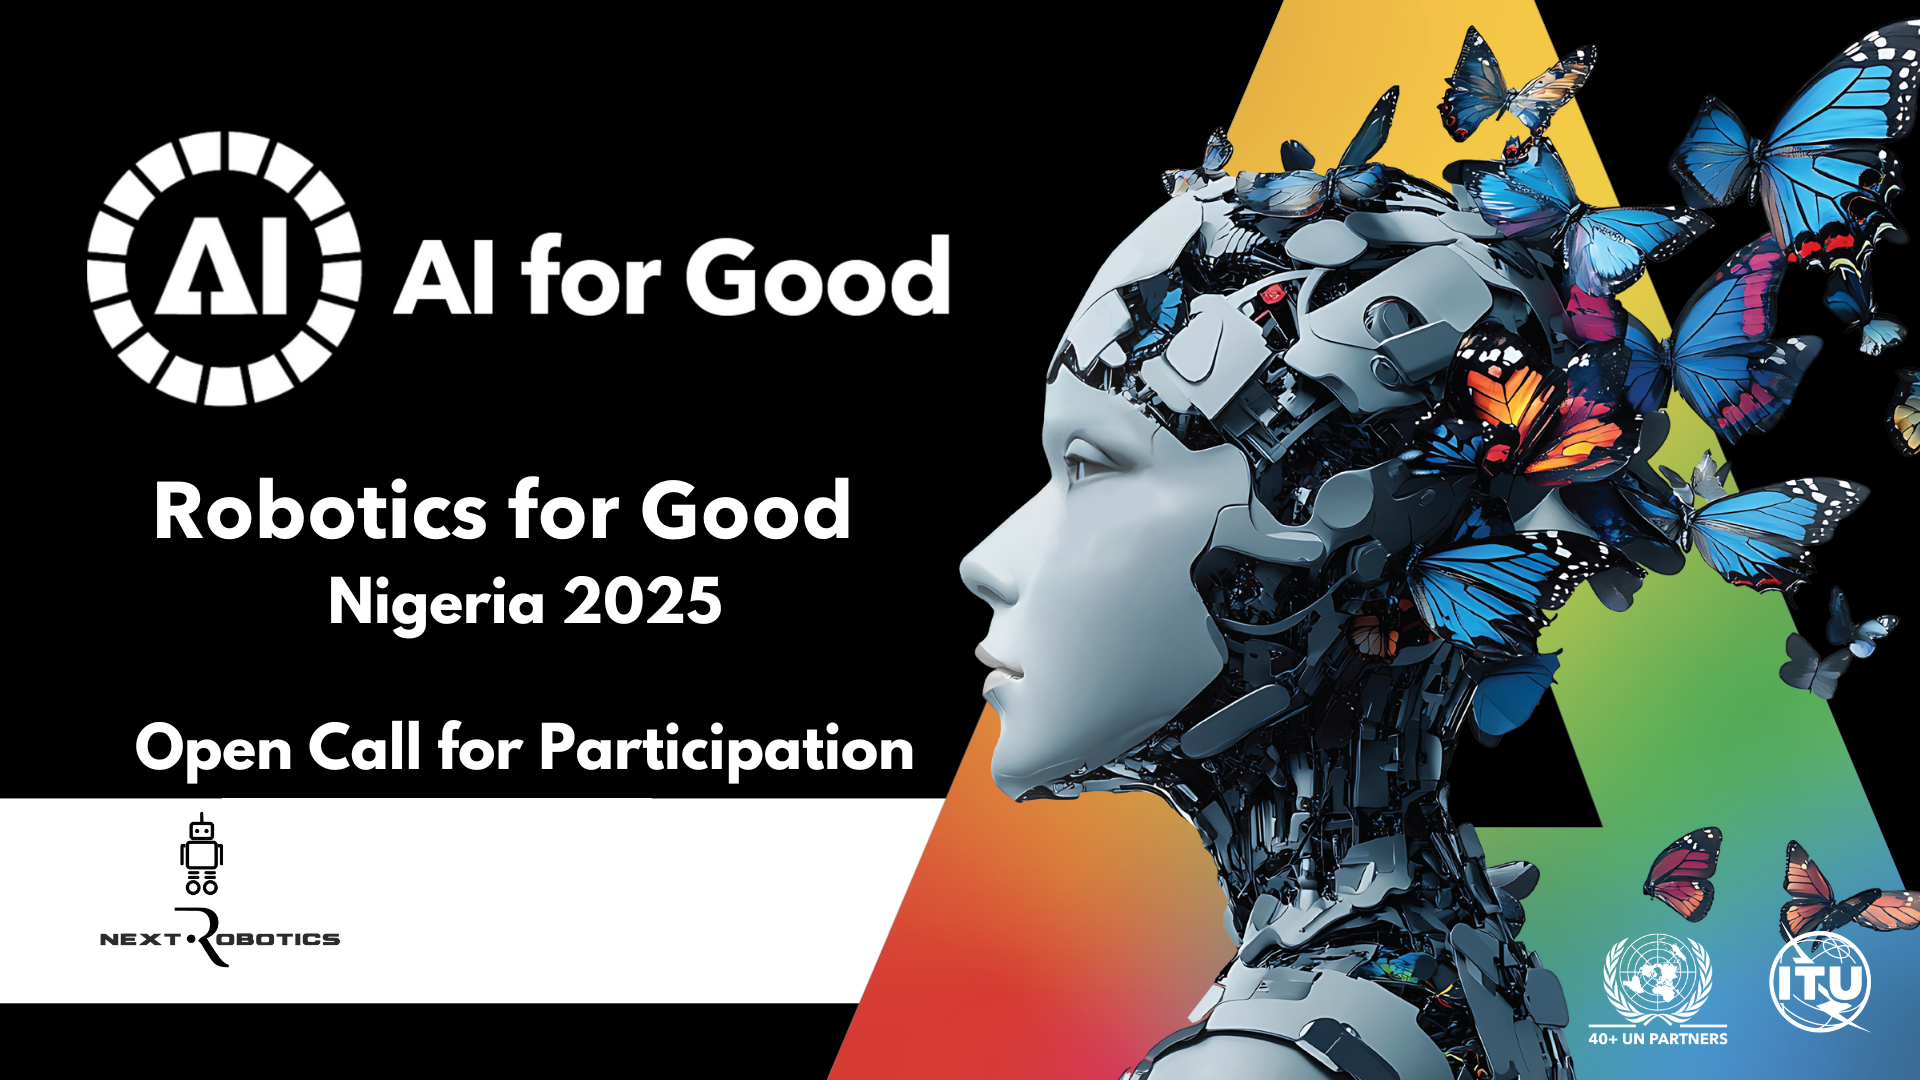 AI
AI for Good
Robotics for Good
Nigeria 2025
Open Call for Participation
NEXT ROBOTICS
40+ UN PARTNERS
ITU